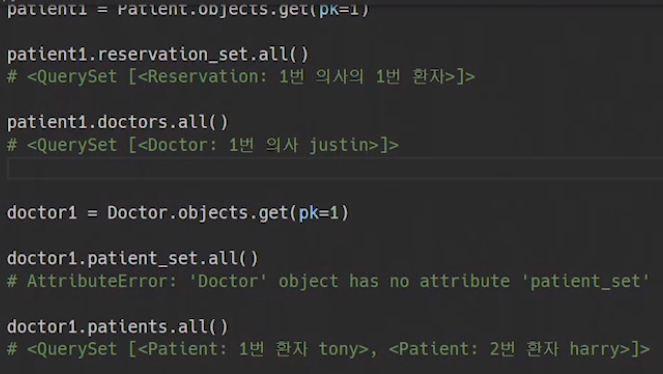 patient1 = Patient.objects.get(pk=1)
patient1.reservation_set.all()
# <QuerySet [<Reservation: 1번 의사의 1번 환자>]>
patient1.doctors.all()
# <QuerySet [<Doctor: 1번 의사 justin>]>
doctor1 = Doctor.objects.get(pk=1)
doctor1.patient_set.all()
# AttributeError: 'Doctor' object has no attribute 'patient_set'
doctor1.patients.all()
# <QuerySet [<Patient: 1번 환자 tony>, <Patient: 2번 환자 harry>]>